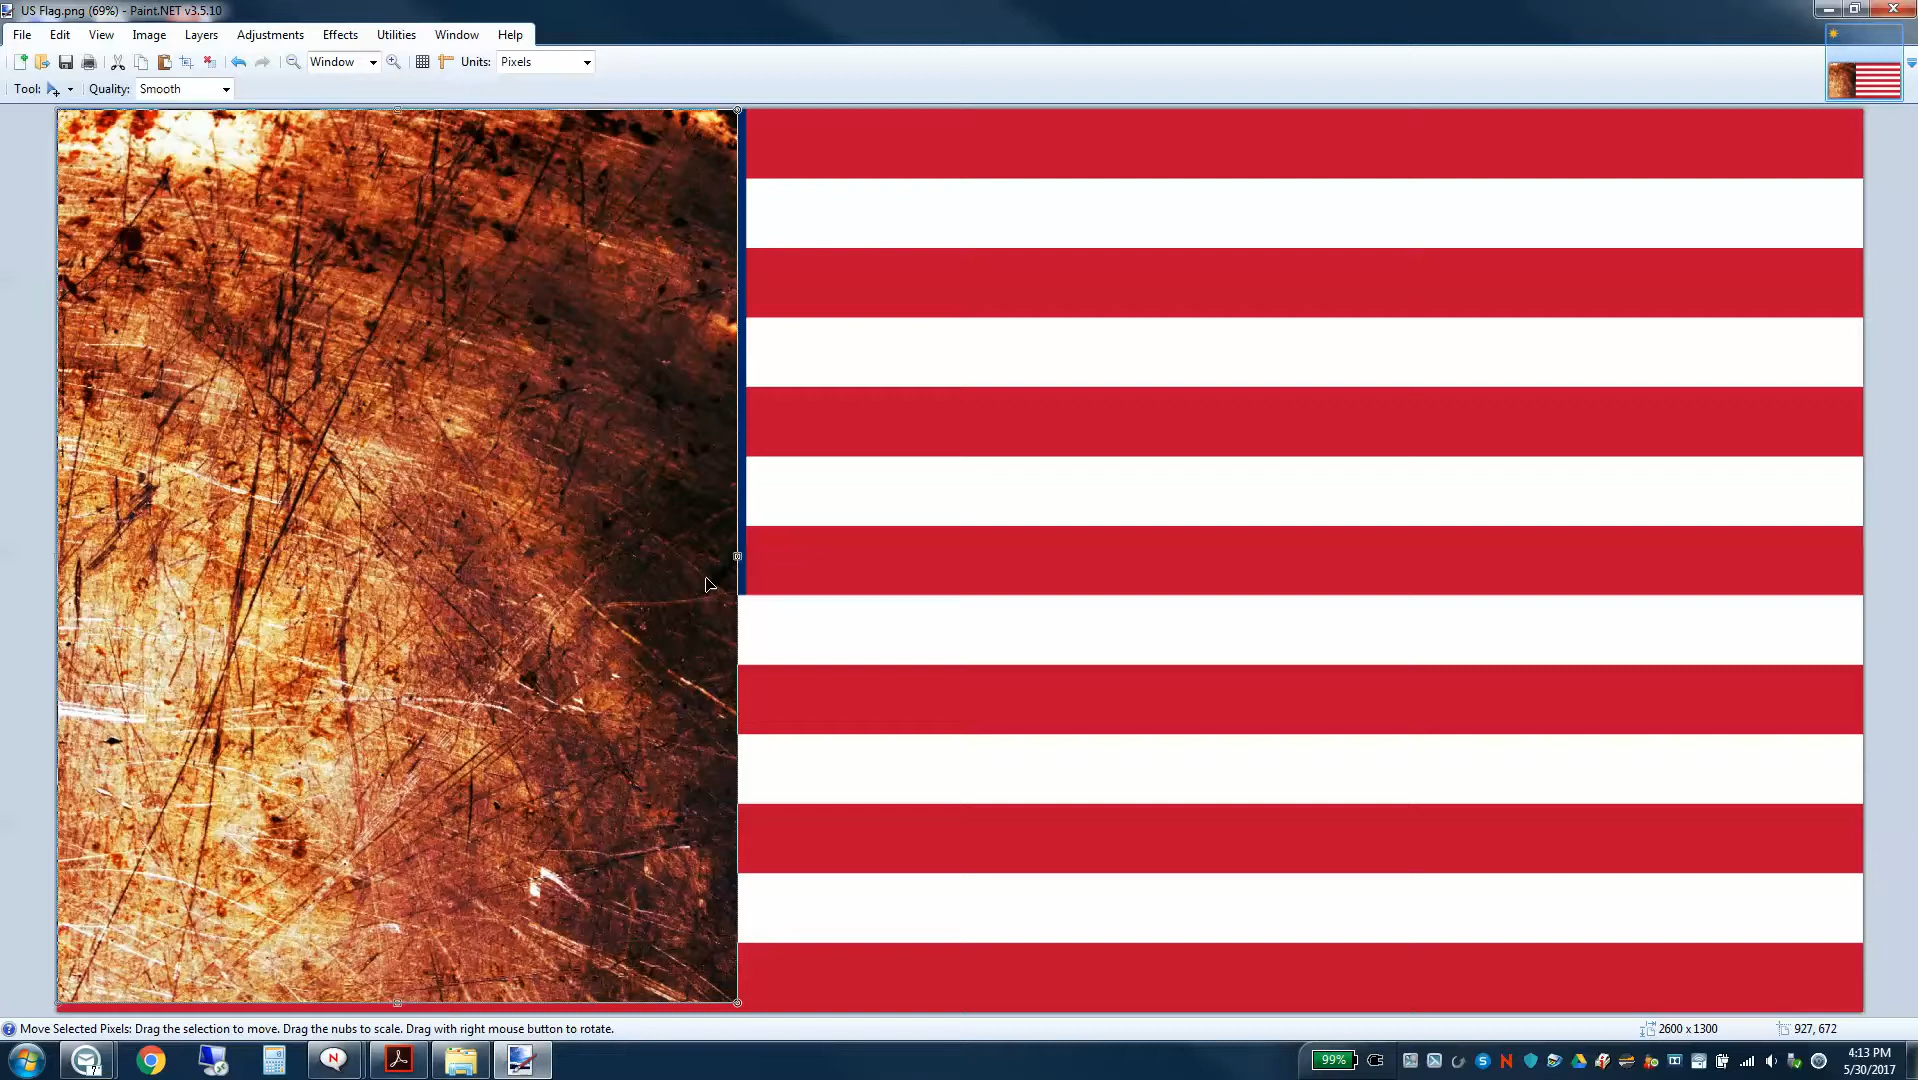 US Flag.png (69%) - Paint.NET v3.5.10
File Edit View Image Layers Adjustments Effects Utilities Window Help
Window Units: Pixels
Tool: Quality: Smooth
Move Selected Pixels: Drag the selection to move. Drag the nubs to scale. Drag with right mouse button to rotate.
2600 x 1300 927, 672
99% 4:13 PM
5/30/2017